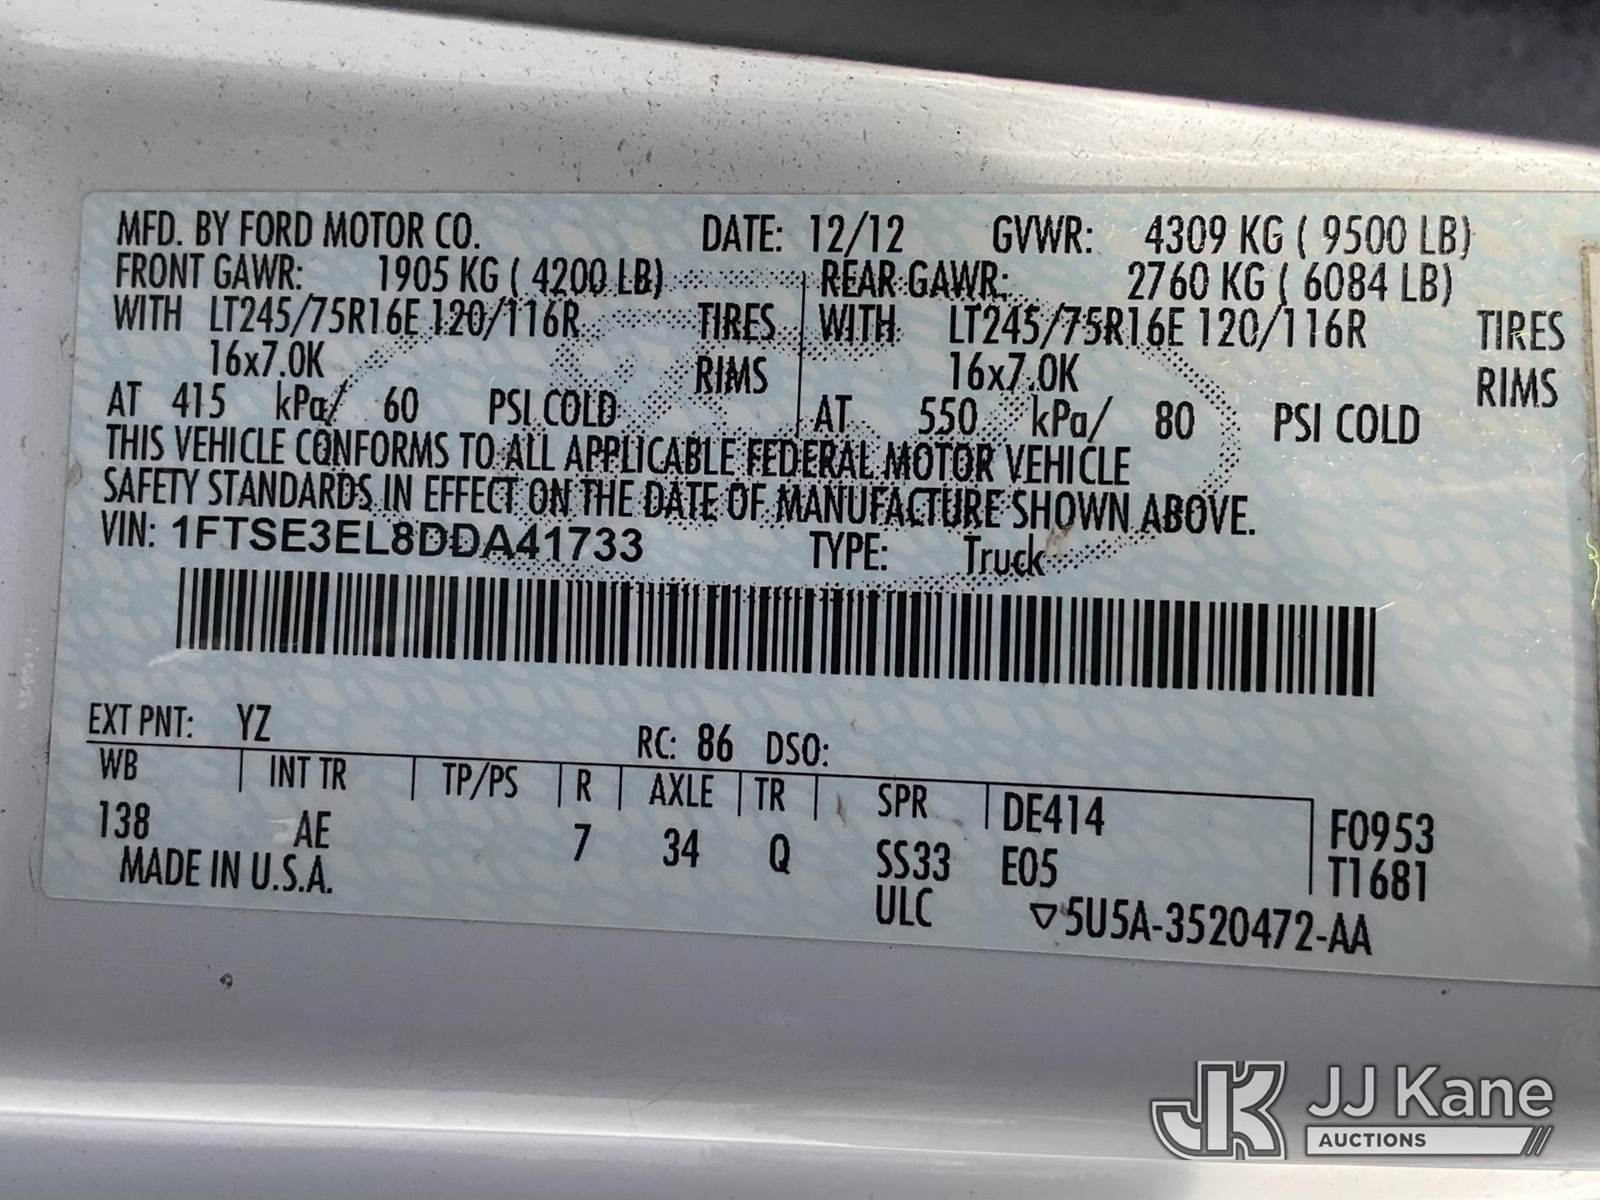 MFD. BY FORD MOTOR CO. DATE: 12/12 GVWR: 4309 KG ( 9500 LB)
FRONT GAWR: 1905 KG ( 4200 LB) REAR GAWR: 2760 KG ( 6084 LB)
WITH LT245/75R16E 120/116R TIRES WITH LT245/75R16E 120/116R TIRES
16x7.0K RIMS 16x7.0K RIMS
AT 415 kPa/ 60 PSI COLD AT 550 kPa/ 80 PSI COLD
THIS VEHICLE CONFORMS TO ALL APPLICABLE FEDERAL MOTOR VEHICLE
SAFETY STANDARDS IN EFFECT ON THE DATE OF MANUFACTURE SHOWN ABOVE.
VIN: 1FTSE3EL8DDA41733 TYPE: Truck
EXT PNT: YZ RC: 86 DSO:
WB INT TR TP/PS R AXLE TR SPR DE414 F0953
138 AE 7 34 Q SS33 E05 T1681
MADE IN U.S.A. ULC 5U5A-3520472-AA
JK JJ Kane
AUCTIONS